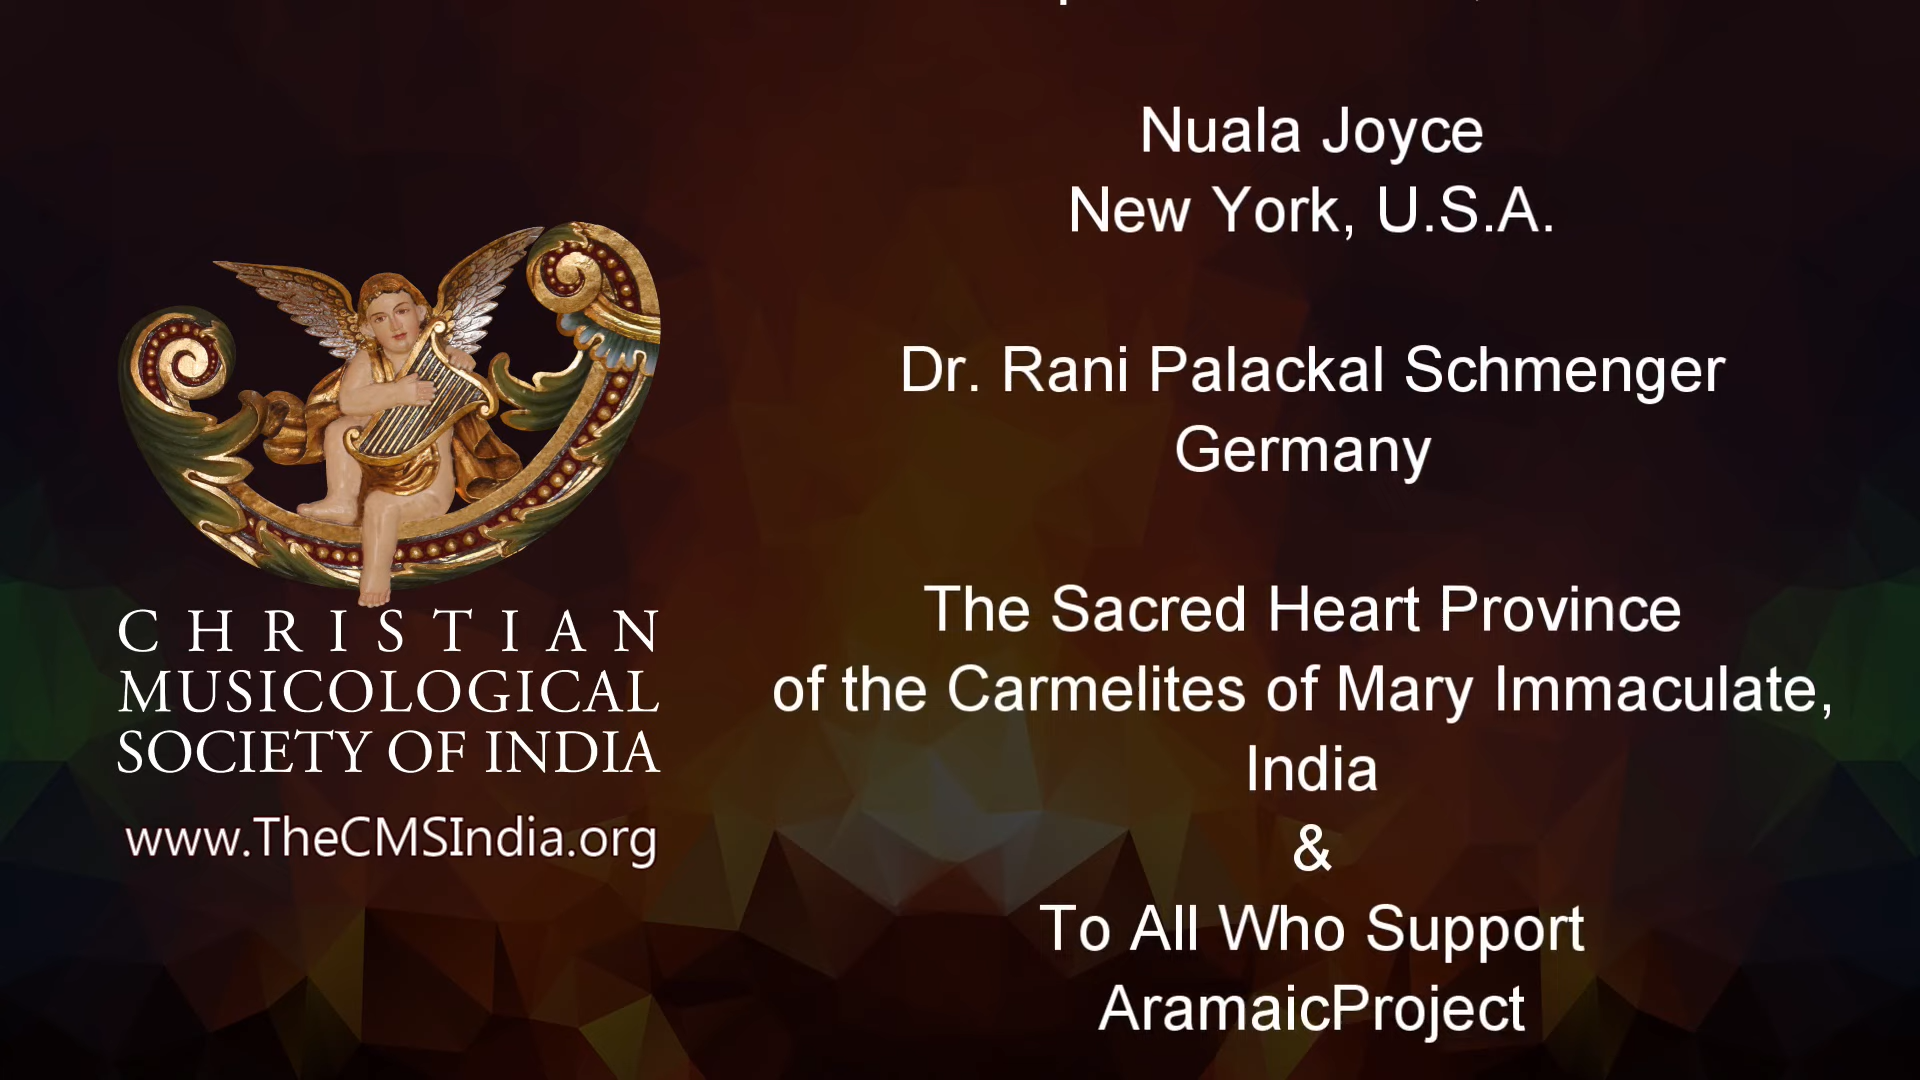 Nuala Joyce
New York, U.S.A.
Dr. Rani Palackal Schmenger
Germany
The Sacred Heart Province
of the Carmelites of Mary Immaculate,
India
&
To All Who Support
AramaicProject
CHRISTIAN
MUSICOLOGICAL
SOCIETY OF INDIA
www.TheCMSIndia.org